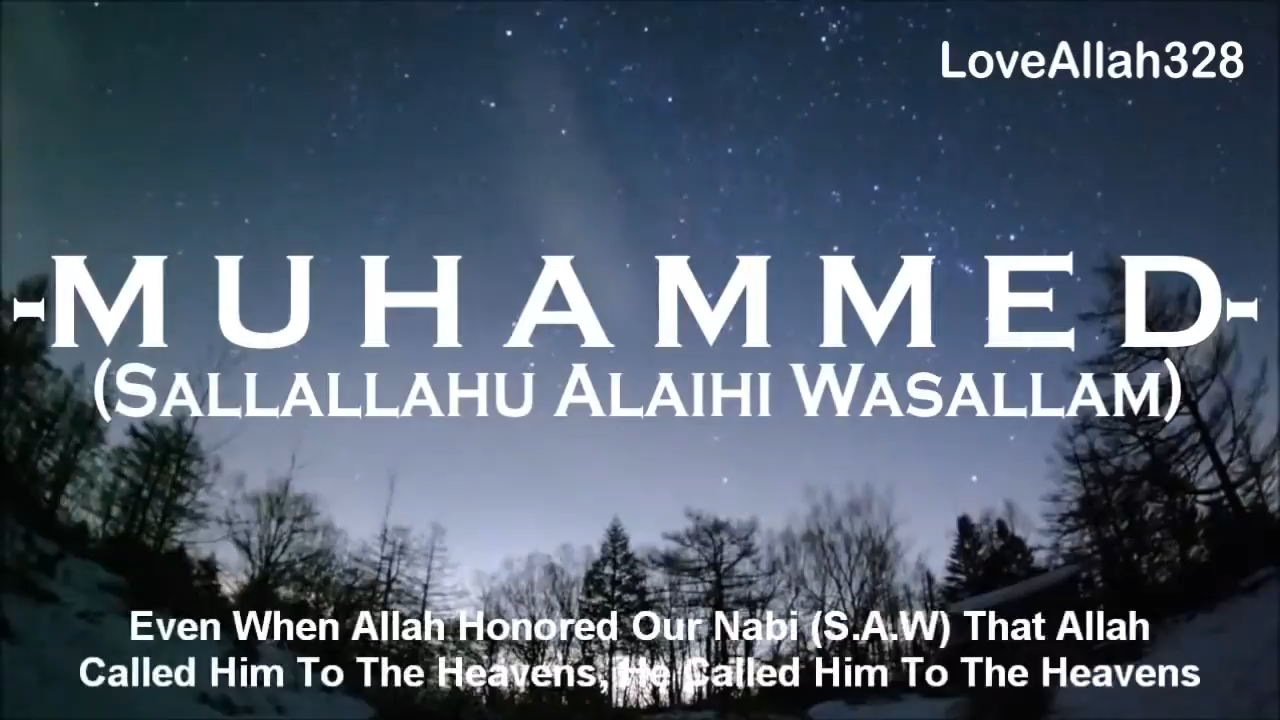 LoveAllah328
-MUHAMMED-
(Sallallahu Alaihi Wasallam)
Even When Allah Honored Our Nabi (S.A.W) That Allah
Called Him To The Heavens, He Called Him To The Heavens